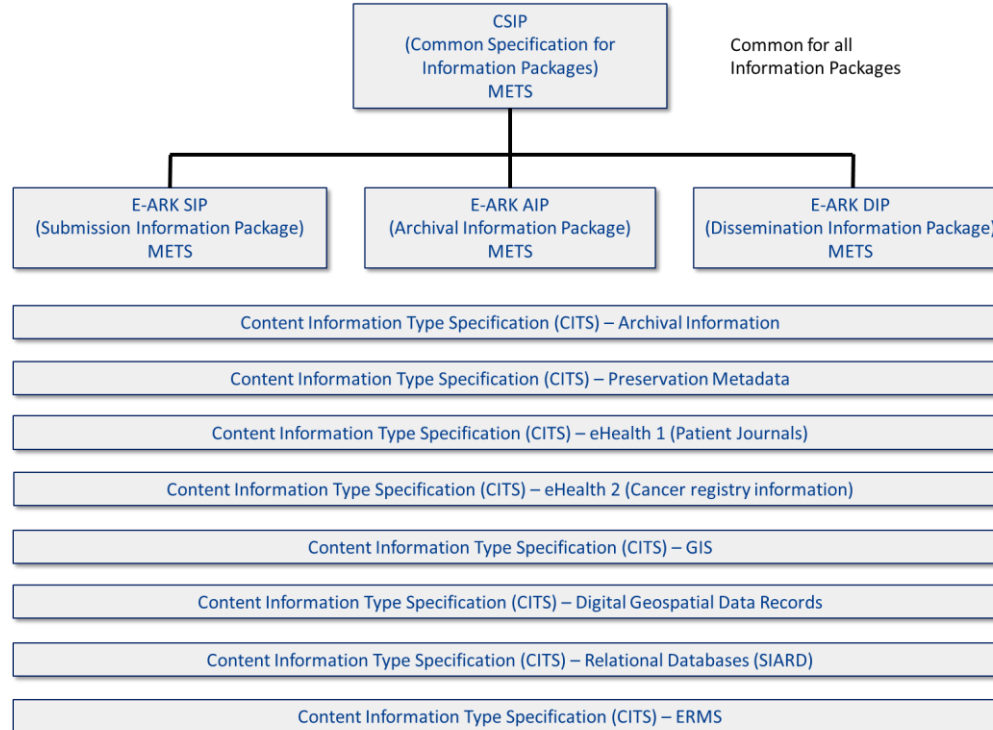 CSIP
(Common Specification for
Information Packages)
METS
Common for all
Information Packages
E-ARK SIP
(Submission Information Package)
METS
E-ARK AIP
(Archival Information Package)
METS
E-ARK DIP
(Dissemination Information Package)
METS
Content Information Type Specification (CITS) – Archival Information
Content Information Type Specification (CITS) – Preservation Metadata
Content Information Type Specification (CITS) – eHealth 1 (Patient Journals)
Content Information Type Specification (CITS) – eHealth 2 (Cancer registry information)
Content Information Type Specification (CITS) – GIS
Content Information Type Specification (CITS) – Digital Geospatial Data Records
Content Information Type Specification (CITS) – Relational Databases (SIARD)
Content Information Type Specification (CITS) – ERMS